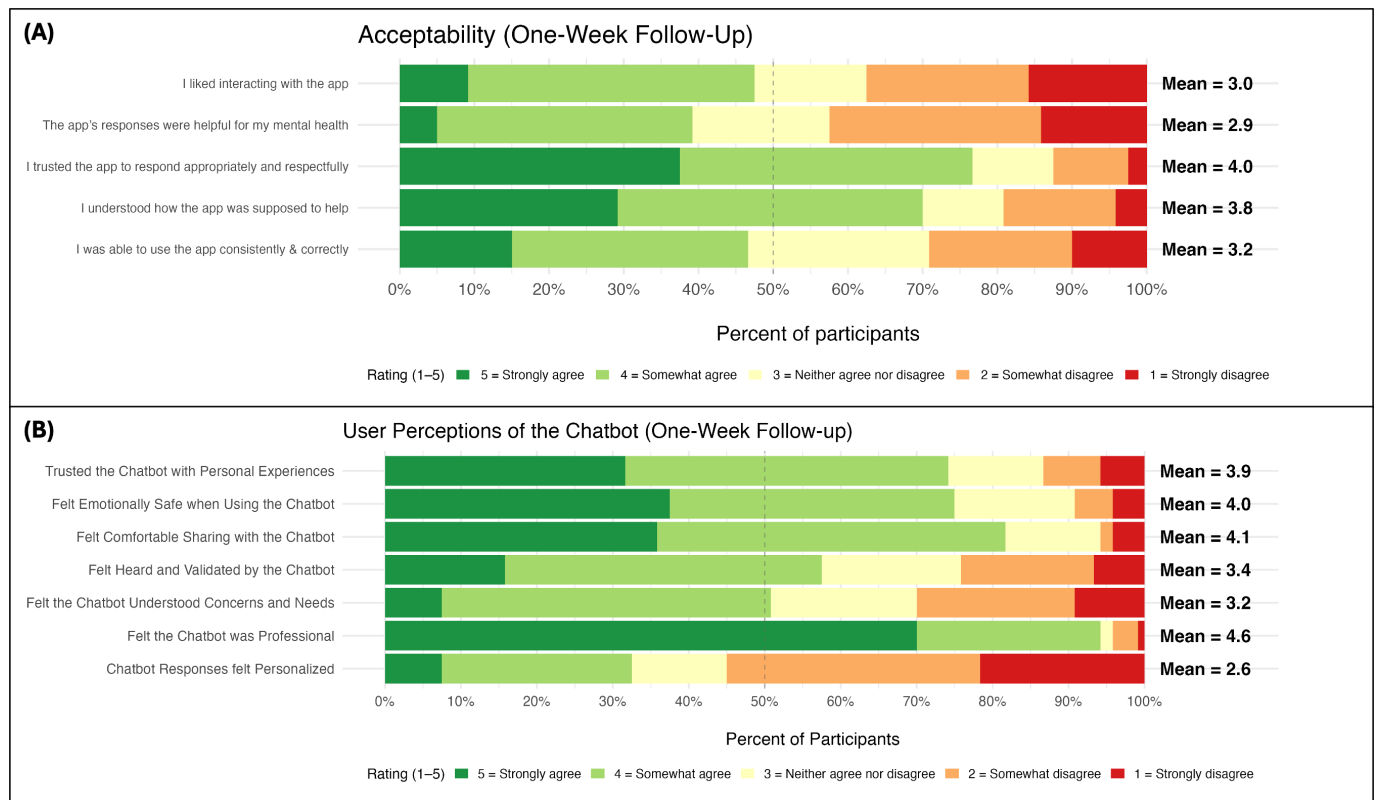 (A)
Acceptability (One-Week Follow-Up)
I liked interacting with the app
Mean = 3.0
The app's responses were helpful for my mental health
Mean = 2.9
I trusted the app to respond appropriately and respectfully
Mean = 4.0
I understood how the app was supposed to help
Mean = 3.8
I was able to use the app consistently & correctly
Mean = 3.2
0% 10% 20% 30% 40% 50% 60% 70% 80% 90% 100%
Percent of participants
Rating (1–5) 5 = Strongly agree 4 = Somewhat agree 3 = Neither agree nor disagree 2 = Somewhat disagree 1 = Strongly disagree
(B)
User Perceptions of the Chatbot (One-Week Follow-up)
Trusted the Chatbot with Personal Experiences
Mean = 3.9
Felt Emotionally Safe when Using the Chatbot
Mean = 4.0
Felt Comfortable Sharing with the Chatbot
Mean = 4.1
Felt Heard and Validated by the Chatbot
Mean = 3.4
Felt the Chatbot Understood Concerns and Needs
Mean = 3.2
Felt the Chatbot was Professional
Mean = 4.6
Chatbot Responses felt Personalized
Mean = 2.6
0% 10% 20% 30% 40% 50% 60% 70% 80% 90% 100%
Percent of Participants
Rating (1–5) 5 = Strongly agree 4 = Somewhat agree 3 = Neither agree nor disagree 2 = Somewhat disagree 1 = Strongly disagree